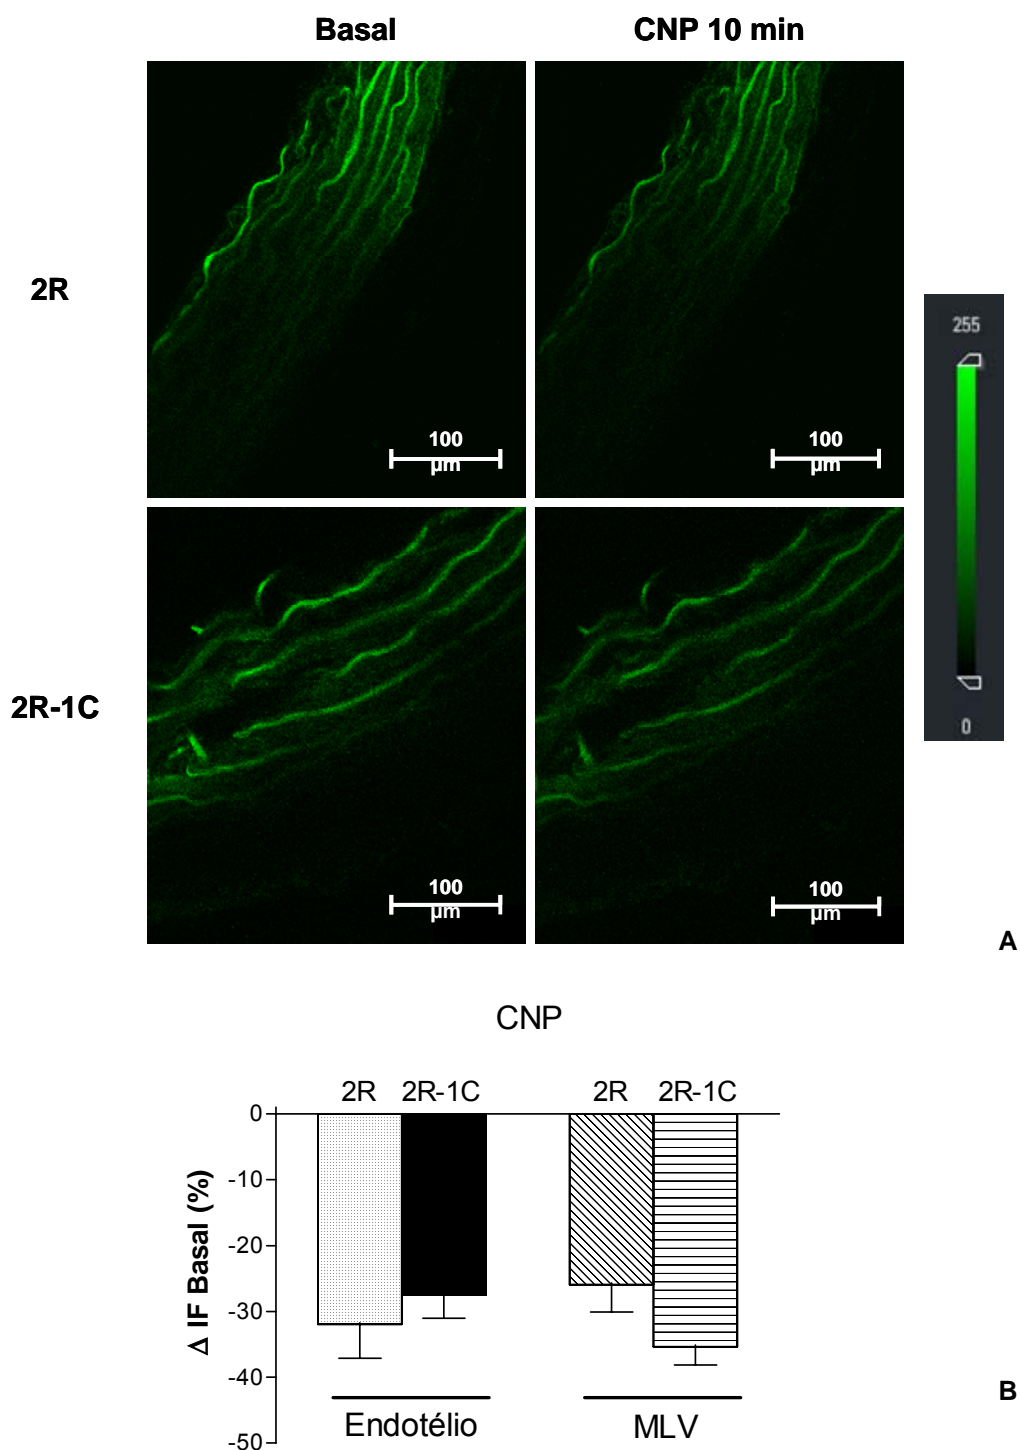 Basal
CNP 10 min
2R
100
µm
100
µm
255
0
2R-1C
100
µm
100
µm
A
CNP
2R 2R-1C
2R 2R-1C
Δ IF Basal (%)
0
-10
-20
-30
-40
-50
Endotélio
MLV
B